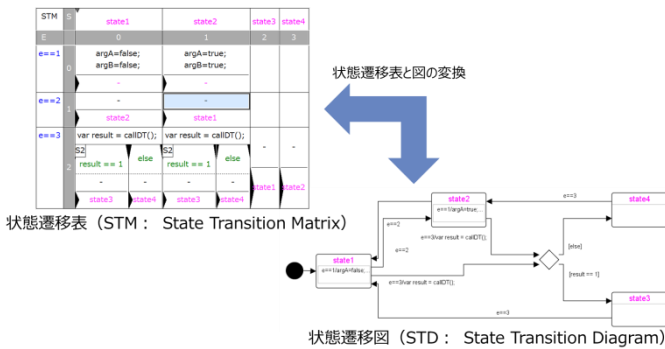 STM S state1 state2 state3 state4
E 0 1 2 3
e==1 0 argA=false; argA=true;
argB=false; argB=true;
- -
e==2 1 - -
state2 state1
e==3 2 var result = callDT(); var result = callDT(); - -
S2 S2
result == 1 else result == 1 else
- - - -
state3 state4 state3 state4 state1 state2
状態遷移表（STM： State Transition Matrix）
状態遷移表と図の変換
state2
e==1/argA=true;...
state4
e==3
e==2
e==2
e==3/var result = callDT();
[else]
state1
e==1/argA=false;...
e==3/var result = callDT();
[result == 1]
state3
e==3
状態遷移図（STD： State Transition Diagram）